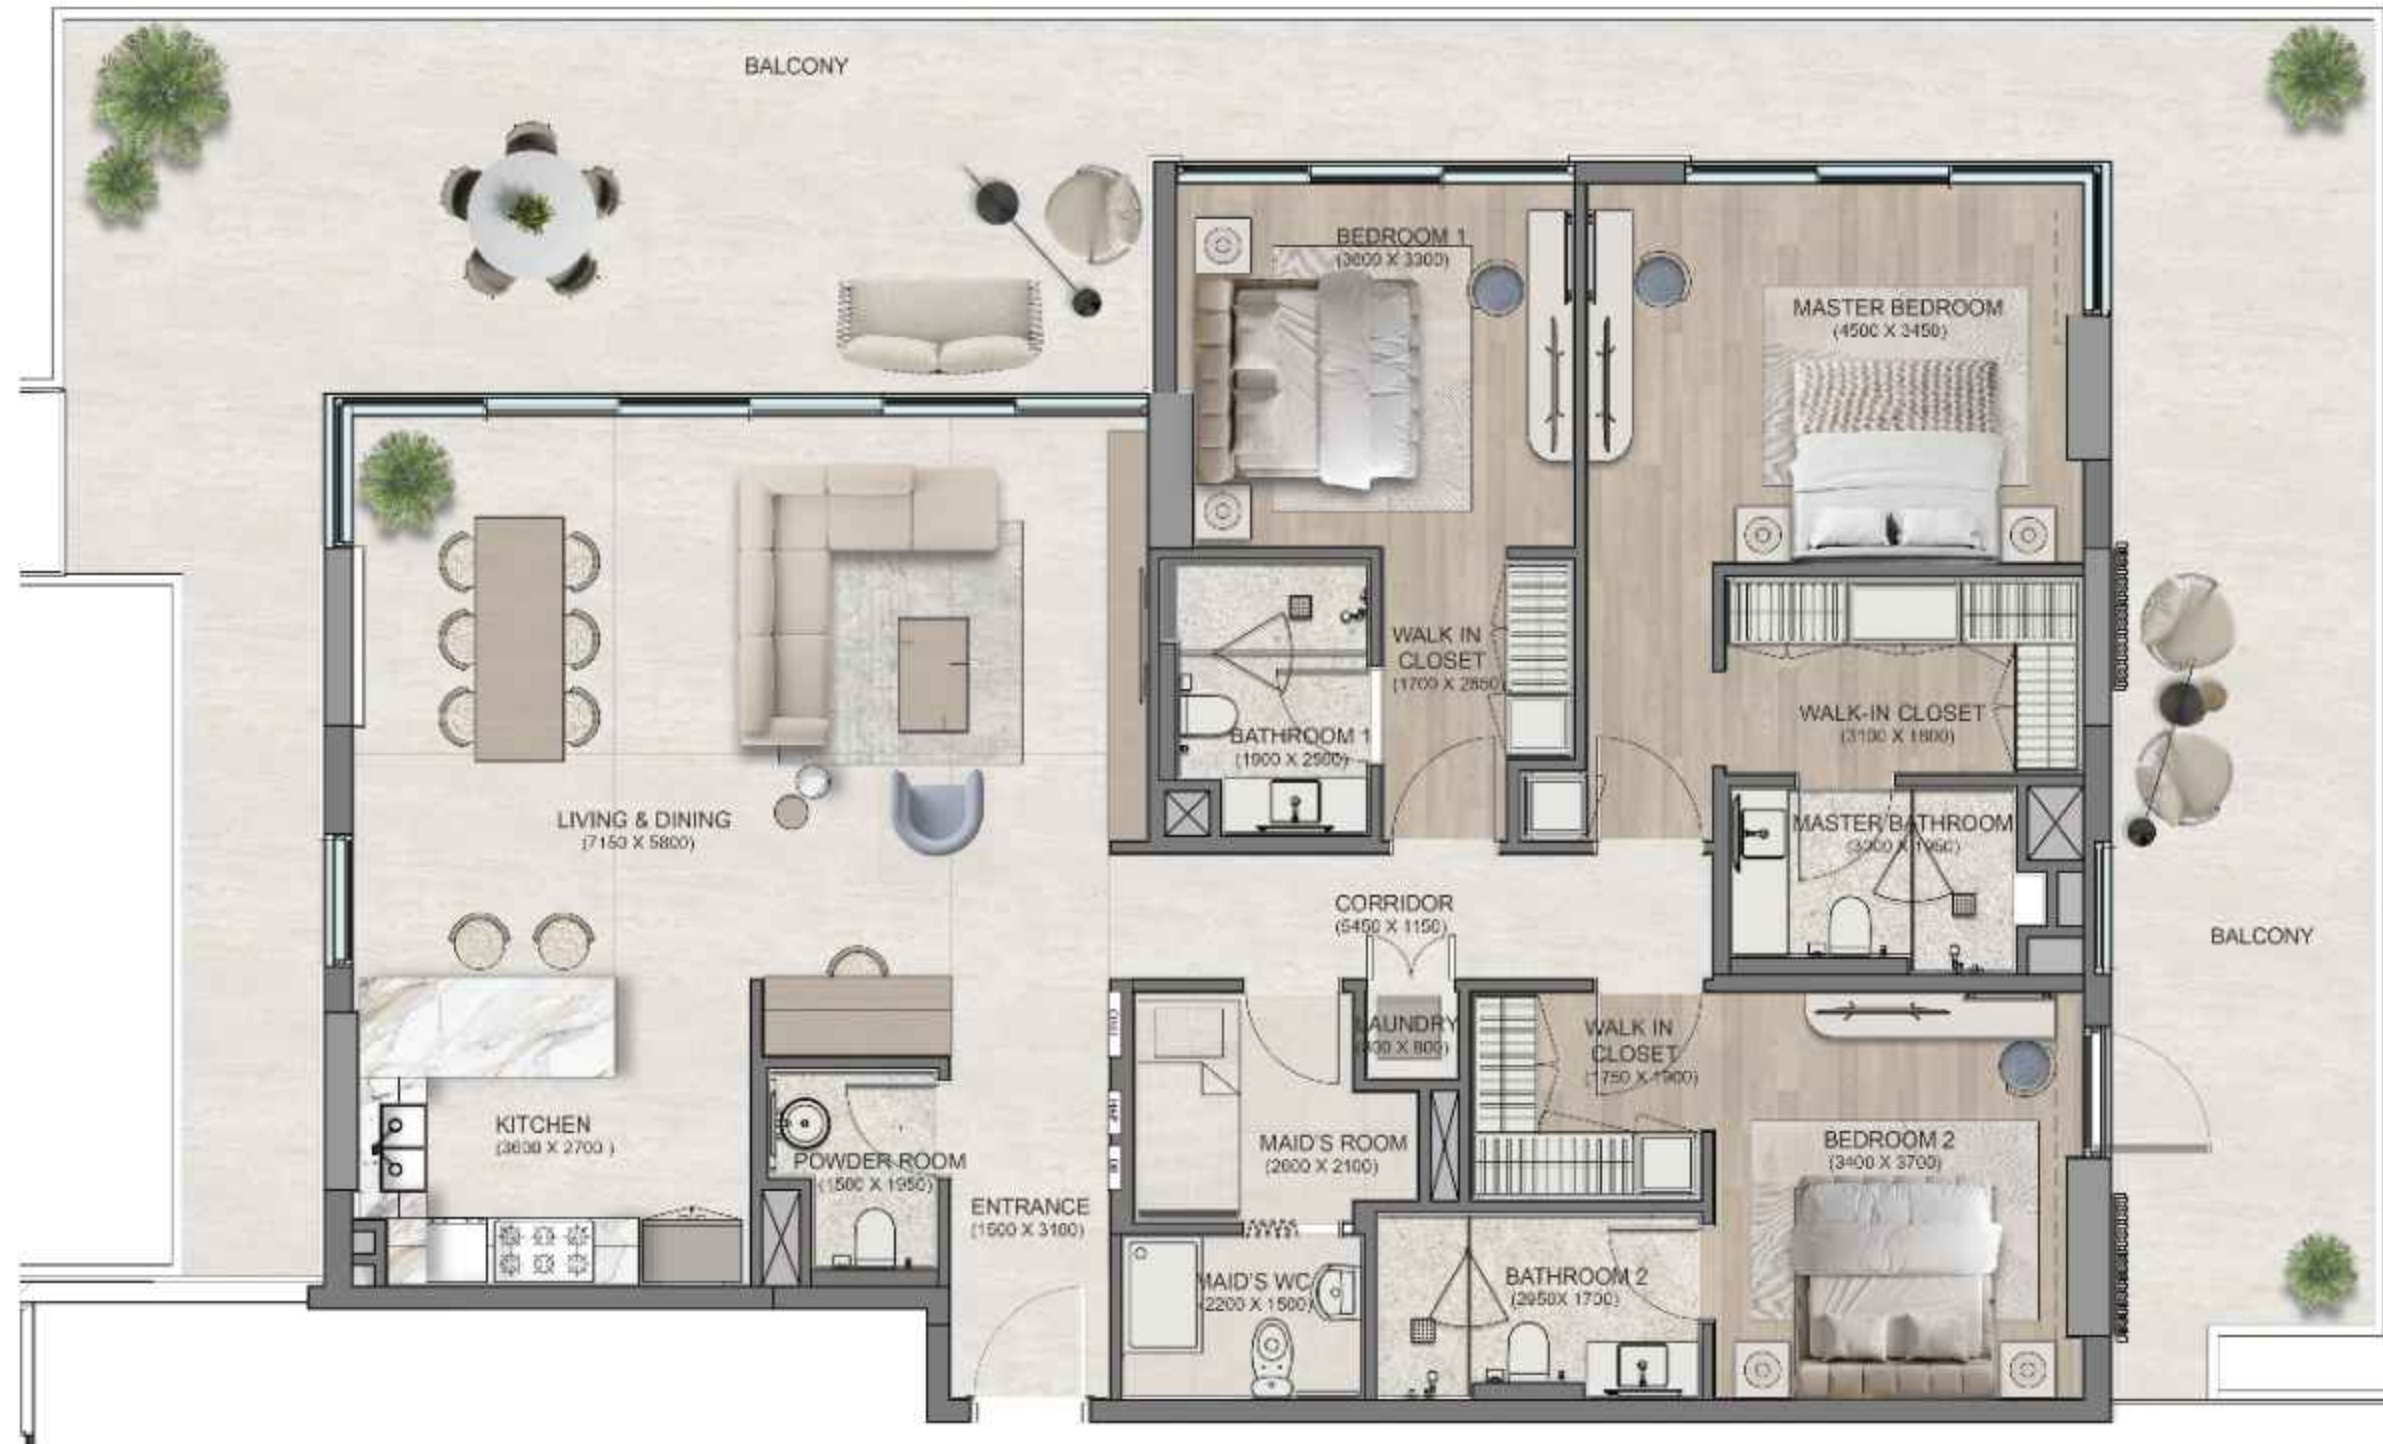 BALCONY
BEDROOM 1
(3600 X 3300)
MASTER BEDROOM
(4500 X 3450)
WALK IN
CLOSET
(1700 X 2850)
WALK-IN CLOSET
(3100 X 1800)
BATHROOM 1
(1900 X 2500)
LIVING & DINING
(7150 X 5800)
MASTER BATHROOM
CORRIDOR
(5450 X 1150)
BALCONY
LAUNDRY
WALK IN
CLOSET
(1750 X 1900)
KITCHEN
(3600 X 2700 )
MAID'S ROOM
(2600 X 2100)
BEDROOM 2
(3400 X 3700)
POWDER ROOM
(1500 X 1950)
ENTRANCE
(1500 X 3100)
MAID'S WC
(2200 X 1500)
BATHROOM 2
(2950X 1700)